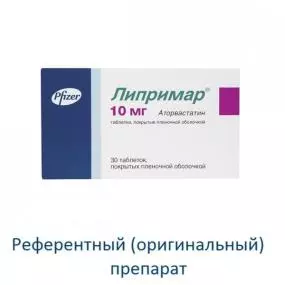 Pfizer
Липримар®
10 мг
Аторвастатин
таблетки, покрытые пленочной оболочкой
30 таблеток,
покрытых пленочной оболочкой
Референтный (оригинальный)
препарат